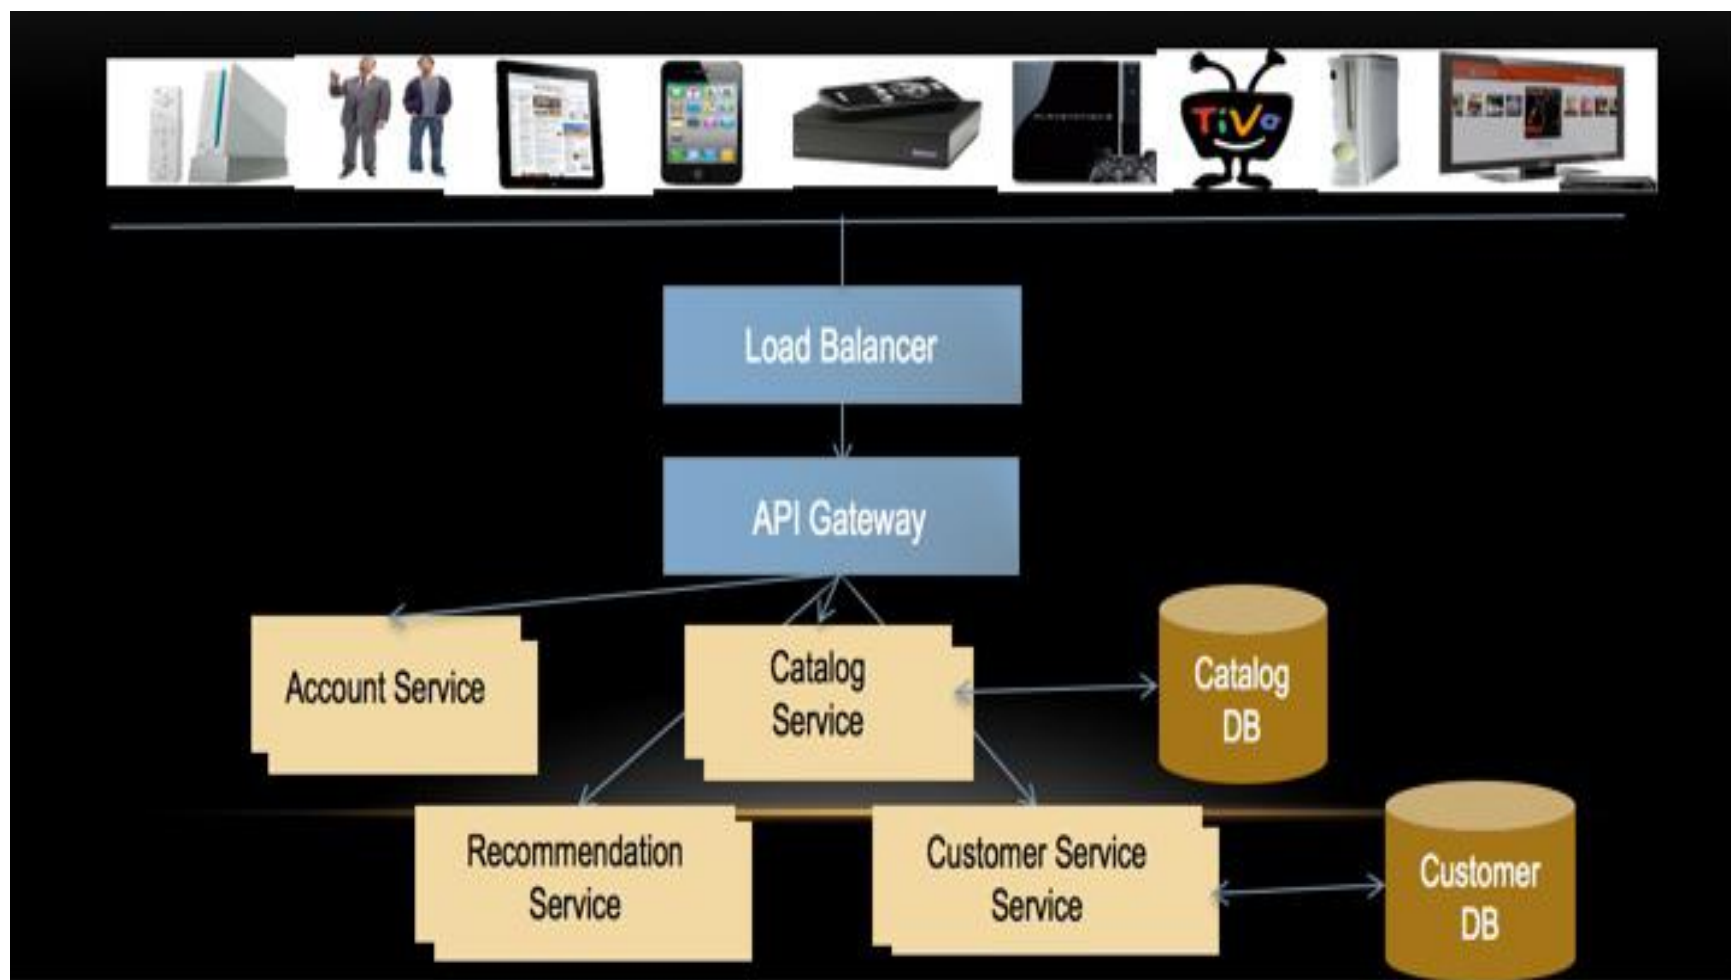 TiVo
Load Balancer
API Gateway
Account Service
Catalog
Service
Catalog
DB
Recommendation
Service
Customer Service
Service
Customer
DB